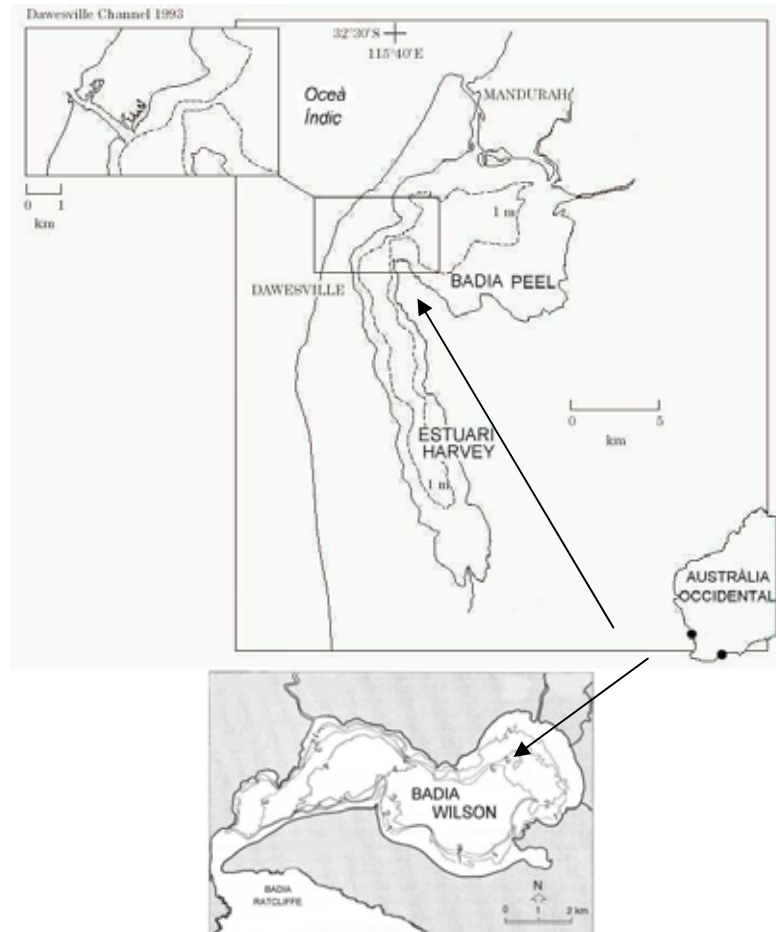 Dawesville Channel 1993
32°30'S
115°40'E
Oceà
Índic
MANDURAH
0 1
km
1 m
DAWESVILLE
BADIA PEEL
0 5
km
ESTUARI
HARVEY
1 m
AUSTRÀLIA
OCCIDENTAL
BADIA
WILSON
BADIA
RATCLIFFE
N
0 1 2 km